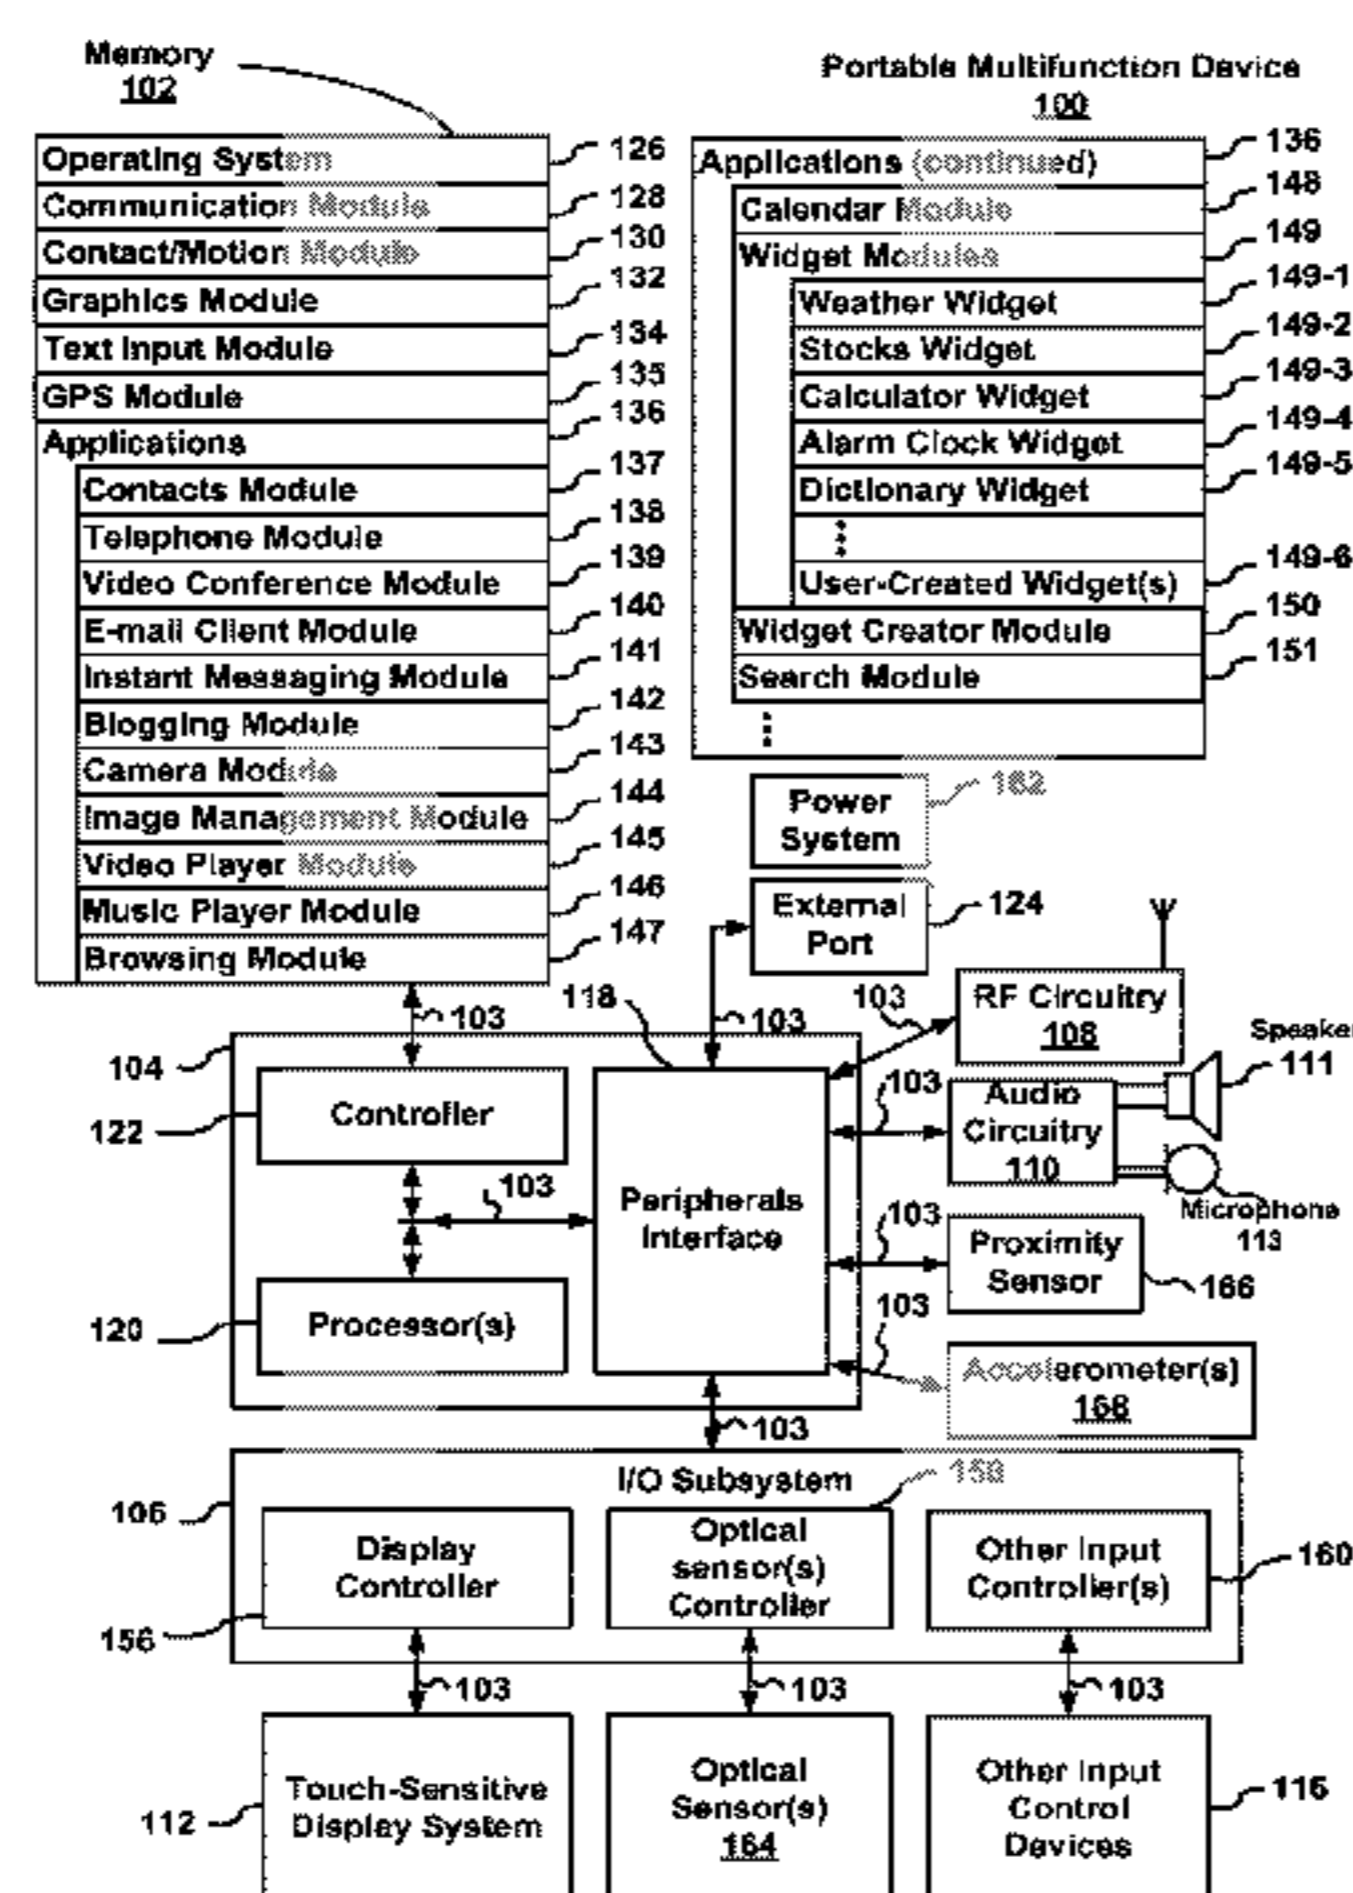 Memory
102
Operating System 126
Communication Module 128
Contact/Motion Module 130
Graphics Module 132
Text Input Module 134
GPS Module 135
Applications 136
Contacts Module 137
Telephone Module 138
Video Conference Module 139
E-mail Client Module 140
Instant Messaging Module 141
Blogging Module 142
Camera Module 143
Image Management Module 144
Video Player Module 145
Music Player Module 146
Browsing Module 147
Portable Multifunction Device
100
Applications (continued) 136
Calendar Module 148
Widget Modules 149
Weather Widget 149-1
Stocks Widget 149-2
Calculator Widget 149-3
Alarm Clock Widget 149-4
Dictionary Widget 149-5
User-Created Widget(s) 149-6
Widget Creator Module 150
Search Module 151
Power
System
162
External
Port
124
103
118
103
103
RF Circuitry
108
Speaker
111
104
122
Controller
103
Audio
Circuitry
110
Microphone
113
103
Peripherals
Interface
103
Proximity
Sensor
166
120
Processor(s)
103
Accelerometer(s)
168
103
I/O Subsystem
106
Display
Controller
156
Optical
sensor(s)
Controller
158
Other Input
Controller(s)
160
103
103
103
Touch-Sensitive
Display System
112
Optical
Sensor(s)
164
Other Input
Control
Devices
116